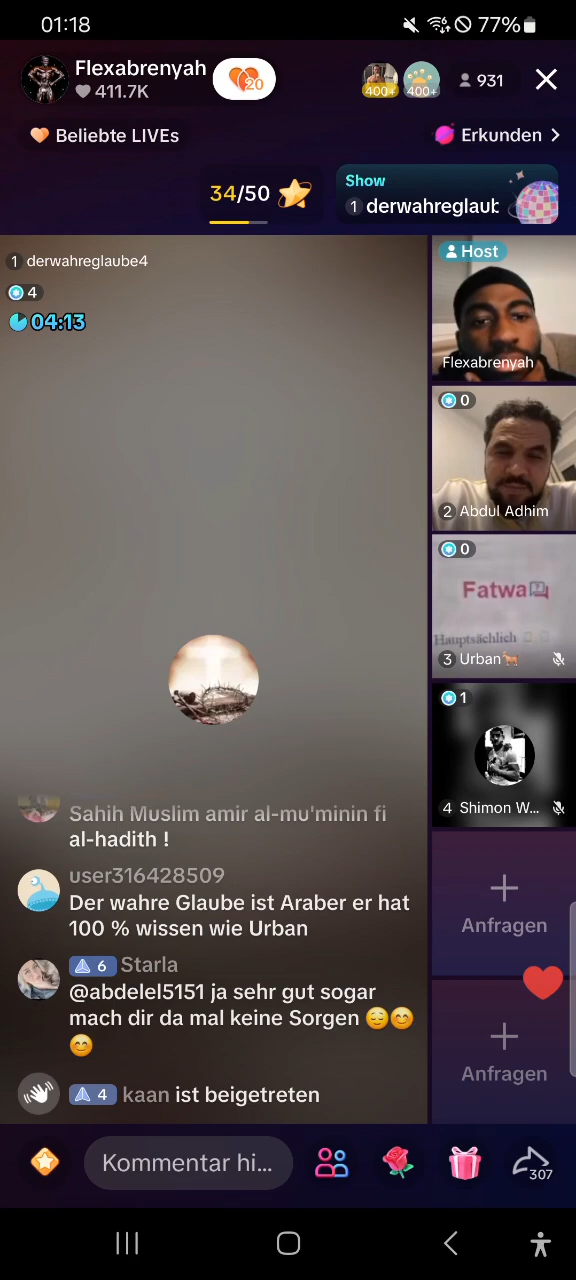 01:18
77%
Flexabrenyah
411.7K
20
400+
400+
931
Beliebte LIVEs
Erkunden
34/50
Show
1 derwahreglaub
1 derwahreglaube4
4
04:13
Host
Flexabrenyah
0
2 Abdul Adhim
0
Fatwa
Hauptsächlich
3 Urban
1
4 Shimon W...
Sahih Muslim amir al-mu'minin fi
al-hadith !
user316428509
Der wahre Glaube ist Araber er hat
100 % wissen wie Urban
6 Starla
@abdelel5151 ja sehr gut sogar
mach dir da mal keine Sorgen 😌😊
😊
4 kaan ist beigetreten
Anfragen
Anfragen
Kommentar hi...
307